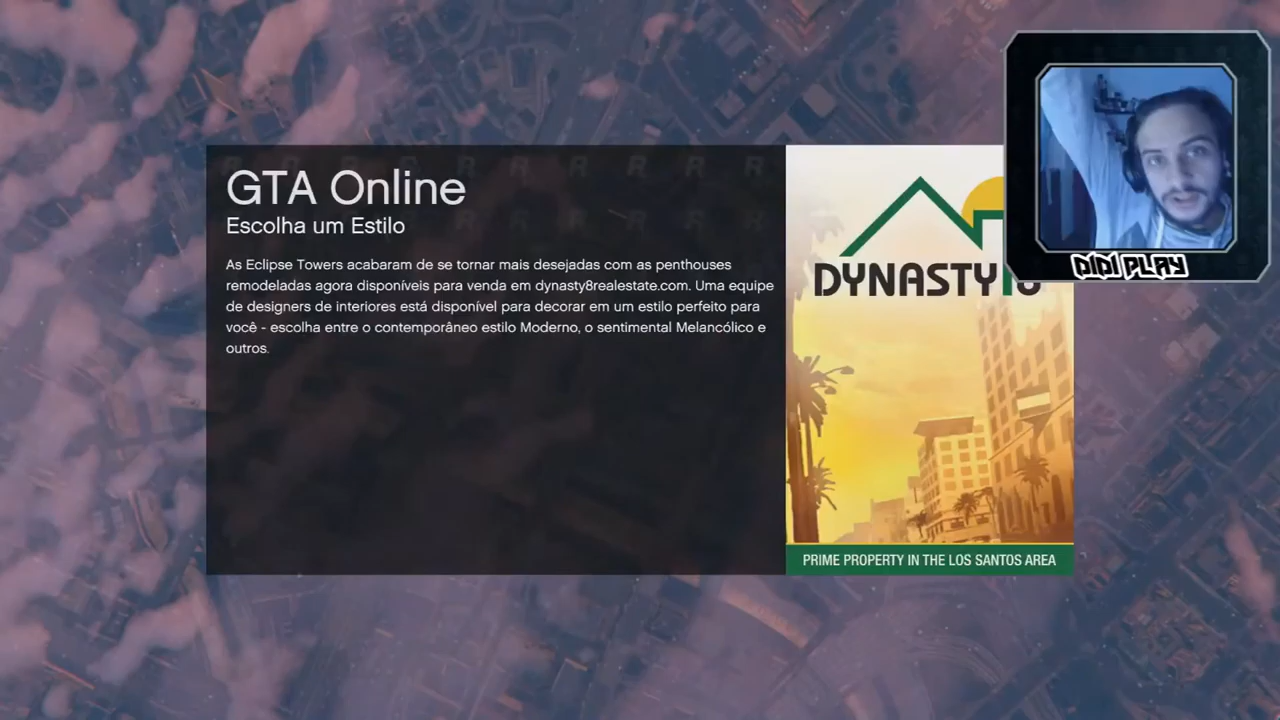 GTA Online
Escolha um Estilo
As Eclipse Towers acabaram de se tornar mais desejadas com as penthouses
remodeladas agora disponíveis para venda em dynasty8realestate.com. Uma equipe
de designers de interiores está disponível para decorar em um estilo perfeito para
você - escolha entre o contemporâneo estilo Moderno, o sentimental Melancólico e
outros.
DYNASTY 8
PRIME PROPERTY IN THE LOS SANTOS AREA
DIDI PLAY